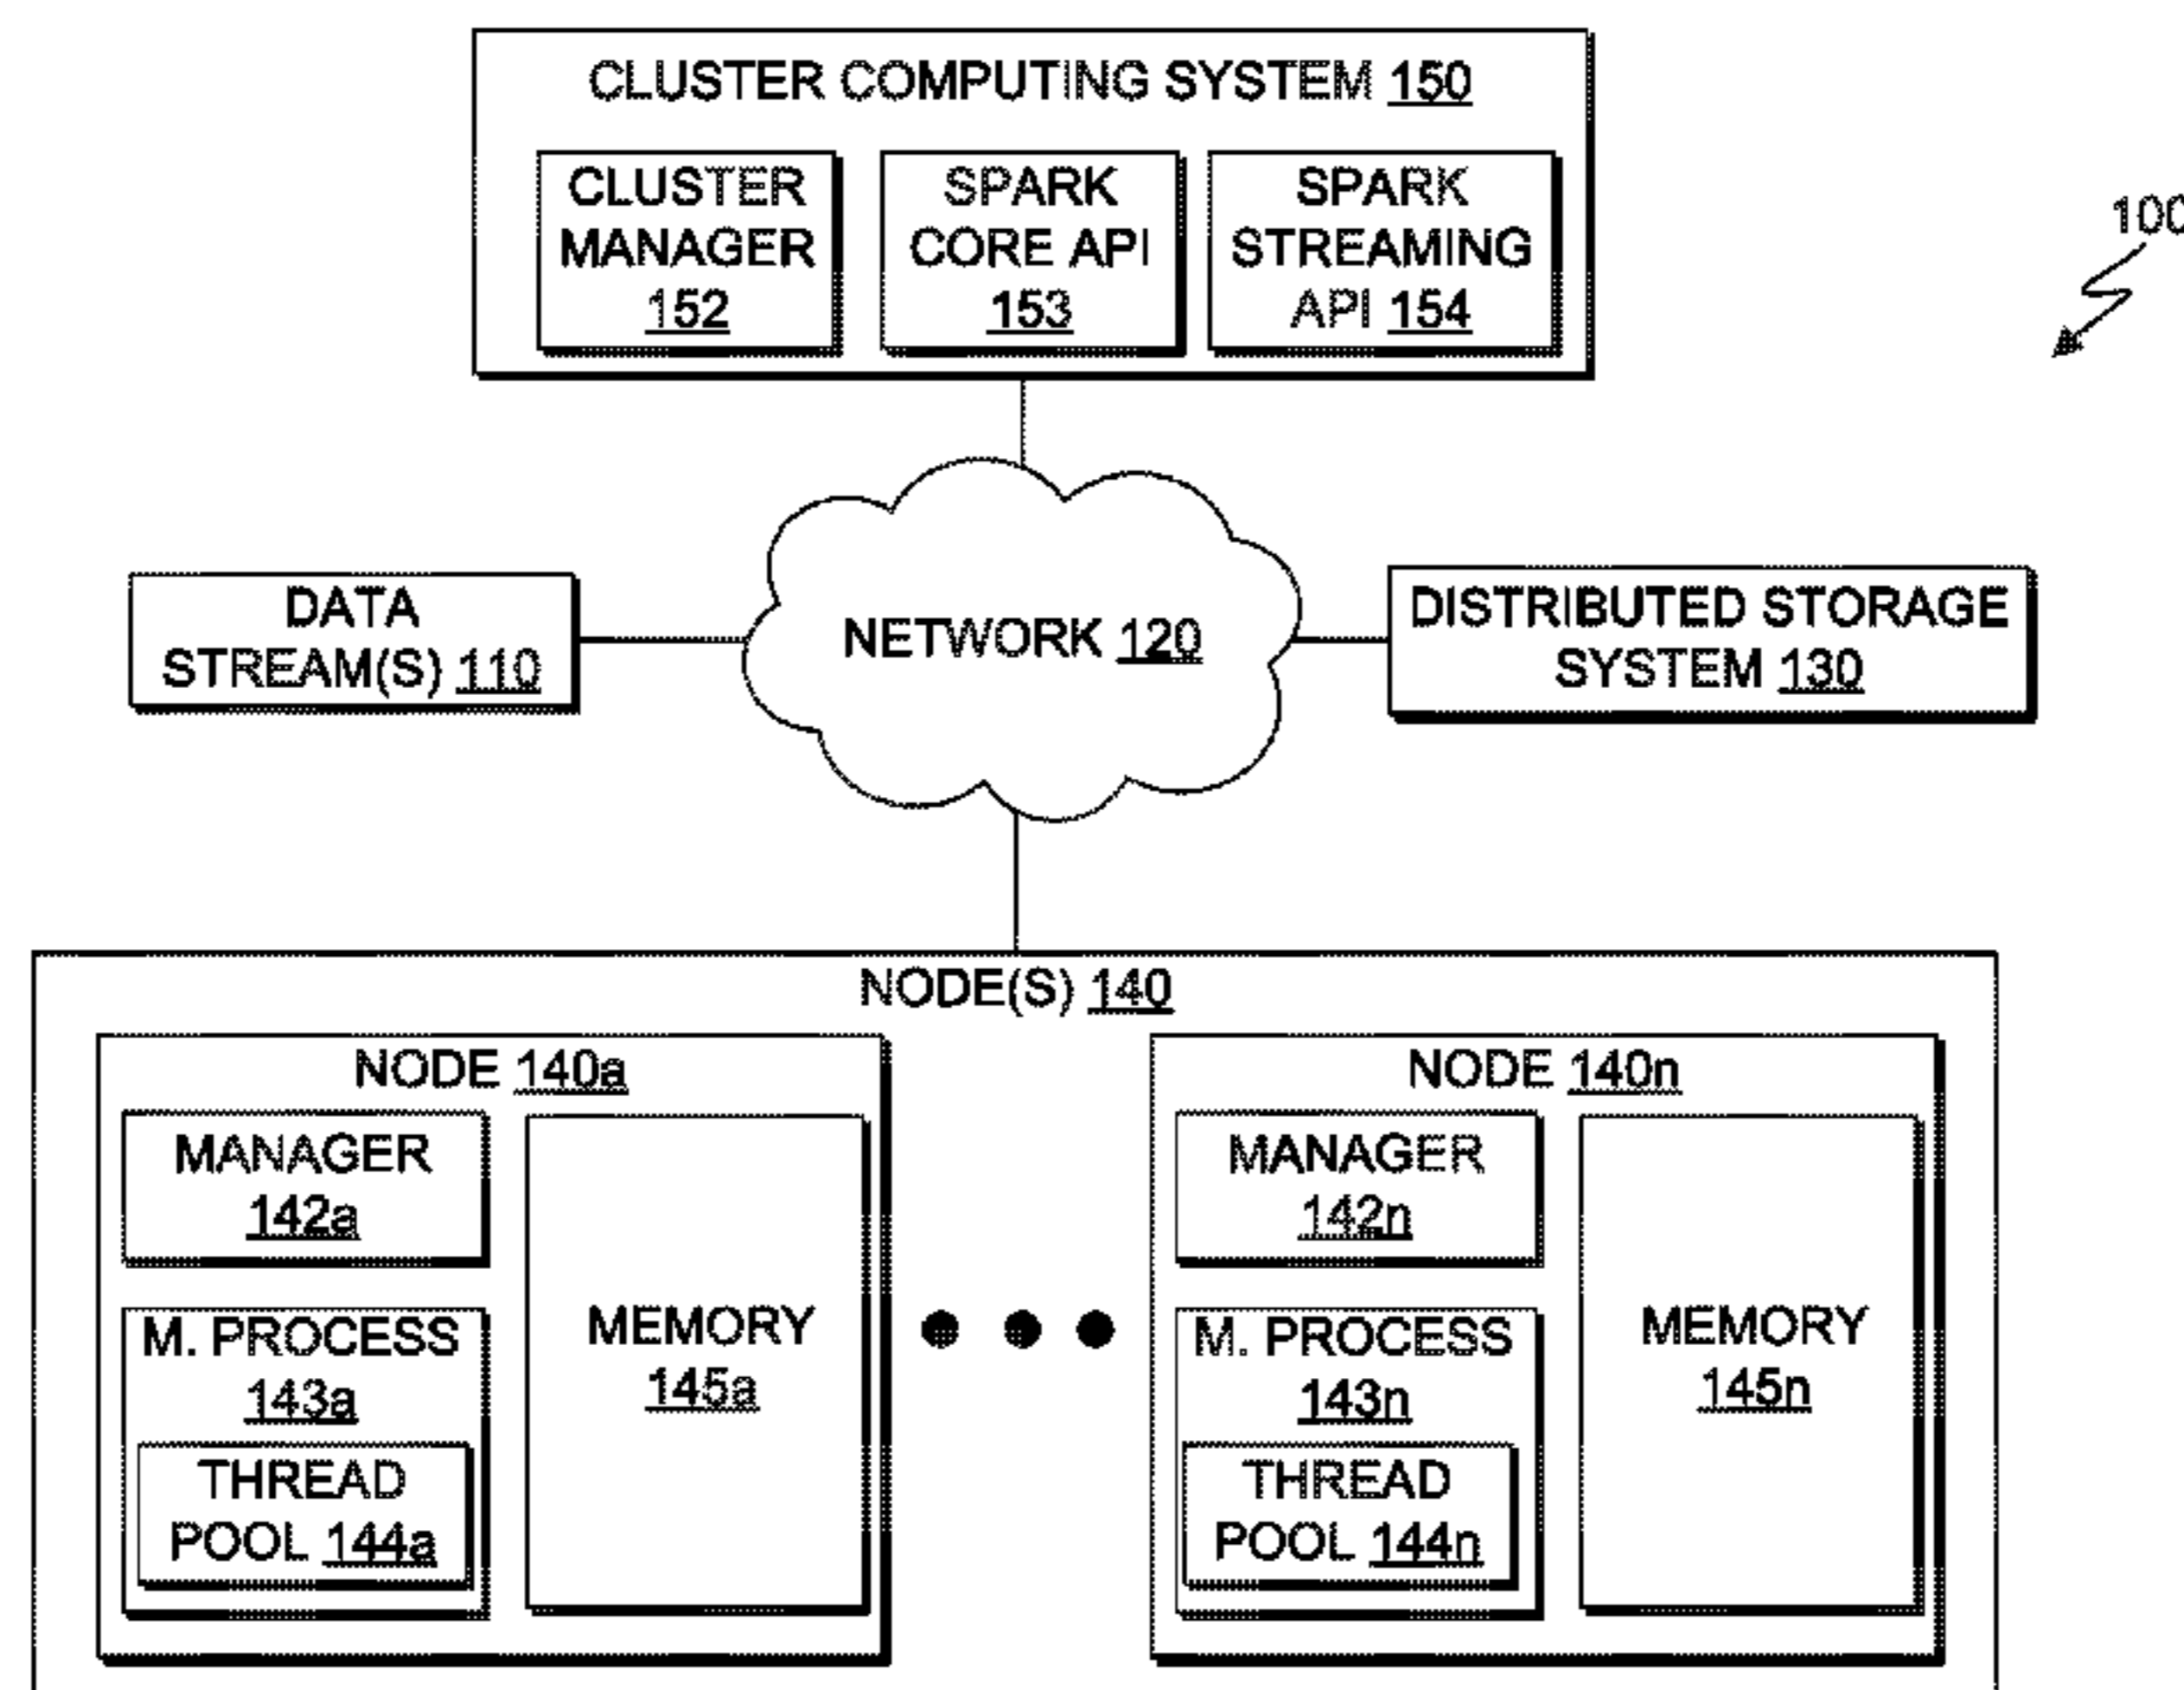 CLUSTER COMPUTING SYSTEM 150
CLUSTER
MANAGER
152
SPARK
CORE API
153
SPARK
STREAMING
API 154
100
DATA
STREAM(S) 110
NETWORK 120
DISTRIBUTED STORAGE
SYSTEM 130
NODE(S) 140
NODE 140a
MANAGER
142a
M. PROCESS
143a
THREAD
POOL 144a
MEMORY
145a
NODE 140n
MANAGER
142n
M. PROCESS
143n
THREAD
POOL 144n
MEMORY
145n